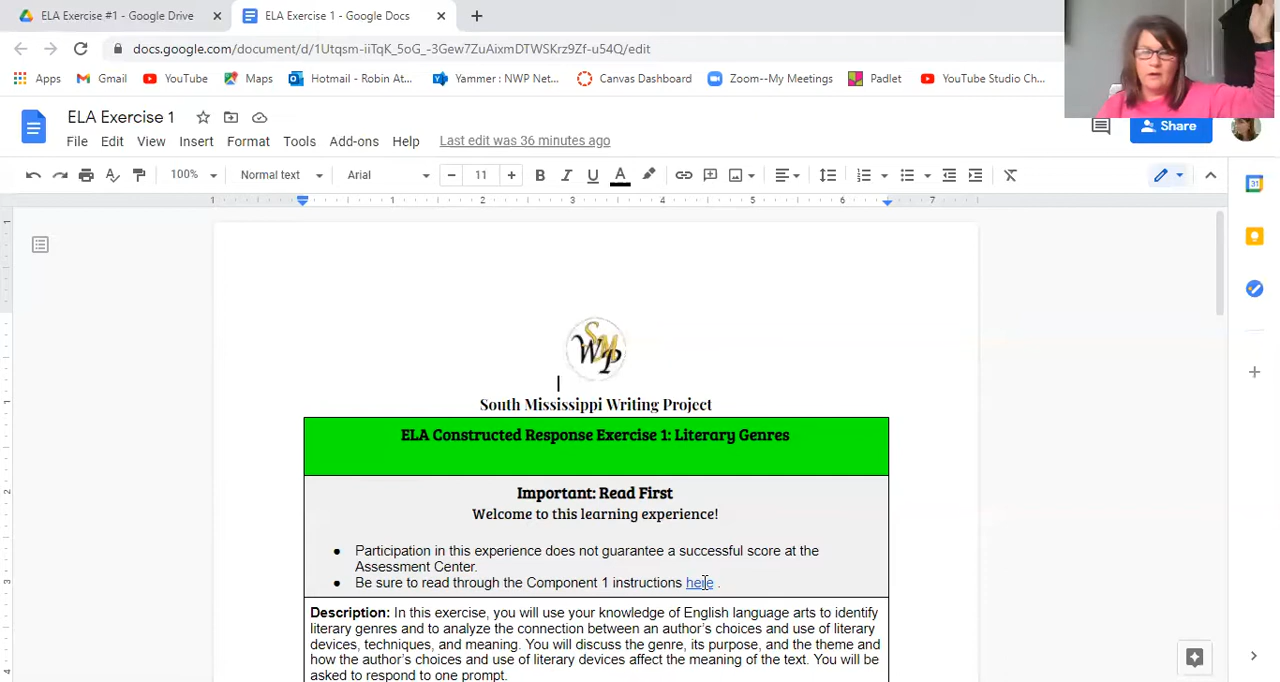 ELA Exercise #1 - Google Drive
ELA Exercise 1 - Google Docs
docs.google.com/document/d/1Utqsm-iiTqK_5oG_-3Gew7ZuAixmDTWSKrz9Zf-u54Q/edit
Apps Gmail YouTube Maps Hotmail - Robin At... Yammer : NWP Net... Canvas Dashboard Zoom--My Meetings Padlet YouTube Studio Ch...
ELA Exercise 1
File Edit View Insert Format Tools Add-ons Help Last edit was 36 minutes ago
Share
100% Normal text Arial 11
1 1 2 3 4 5 6 7
SMWP
South Mississippi Writing Project
ELA Constructed Response Exercise 1: Literary Genres
Important: Read First
Welcome to this learning experience!
● Participation in this experience does not guarantee a successful score at the
Assessment Center.
● Be sure to read through the Component 1 instructions here .
Description: In this exercise, you will use your knowledge of English language arts to identify
literary genres and to analyze the connection between an author's choices and use of literary
devices, techniques, and meaning. You will discuss the genre, its purpose, and the theme and
how the author's choices and use of literary devices affect the meaning of the text. You will be
asked to respond to one prompt.